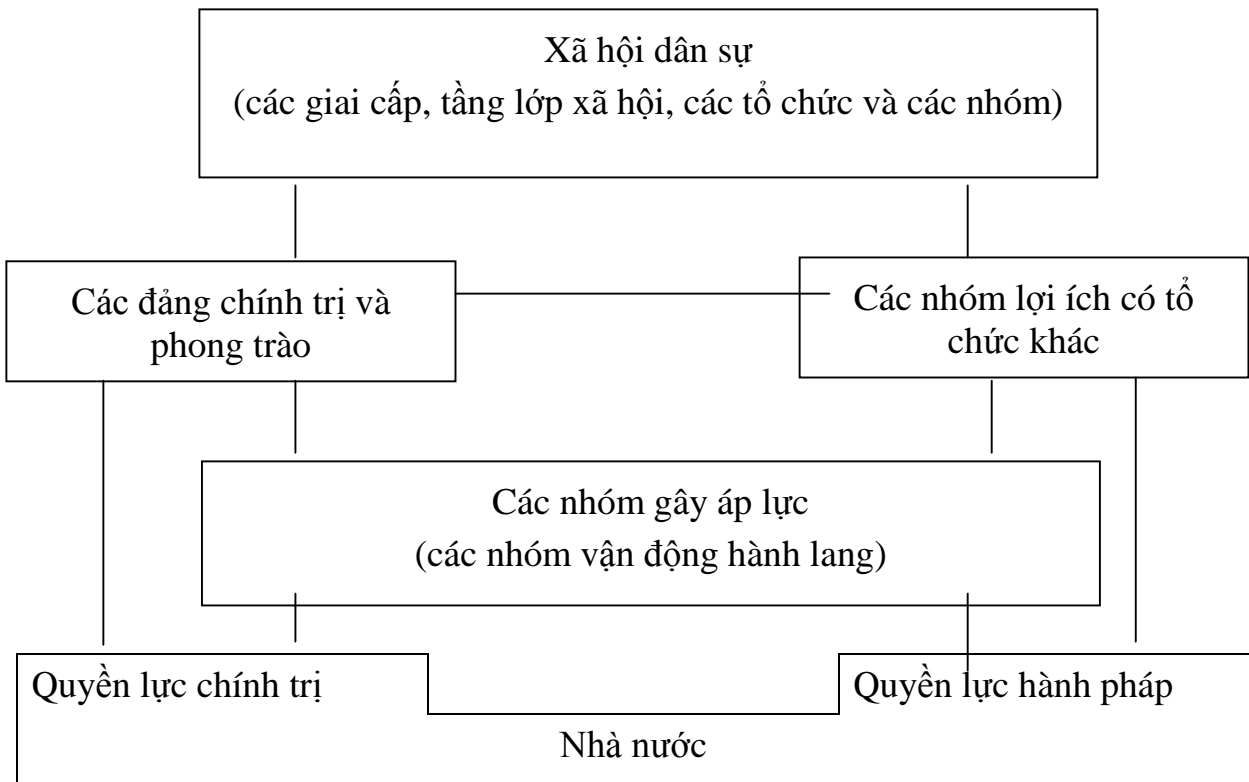 Xã hội dân sự
(các giai cấp, tầng lớp xã hội, các tổ chức và các nhóm)
Các đảng chính trị và
phong trào
Các nhóm lợi ích có tổ
chức khác
Các nhóm gây áp lực
(các nhóm vận động hành lang)
Quyền lực chính trị
Quyền lực hành pháp
Nhà nước